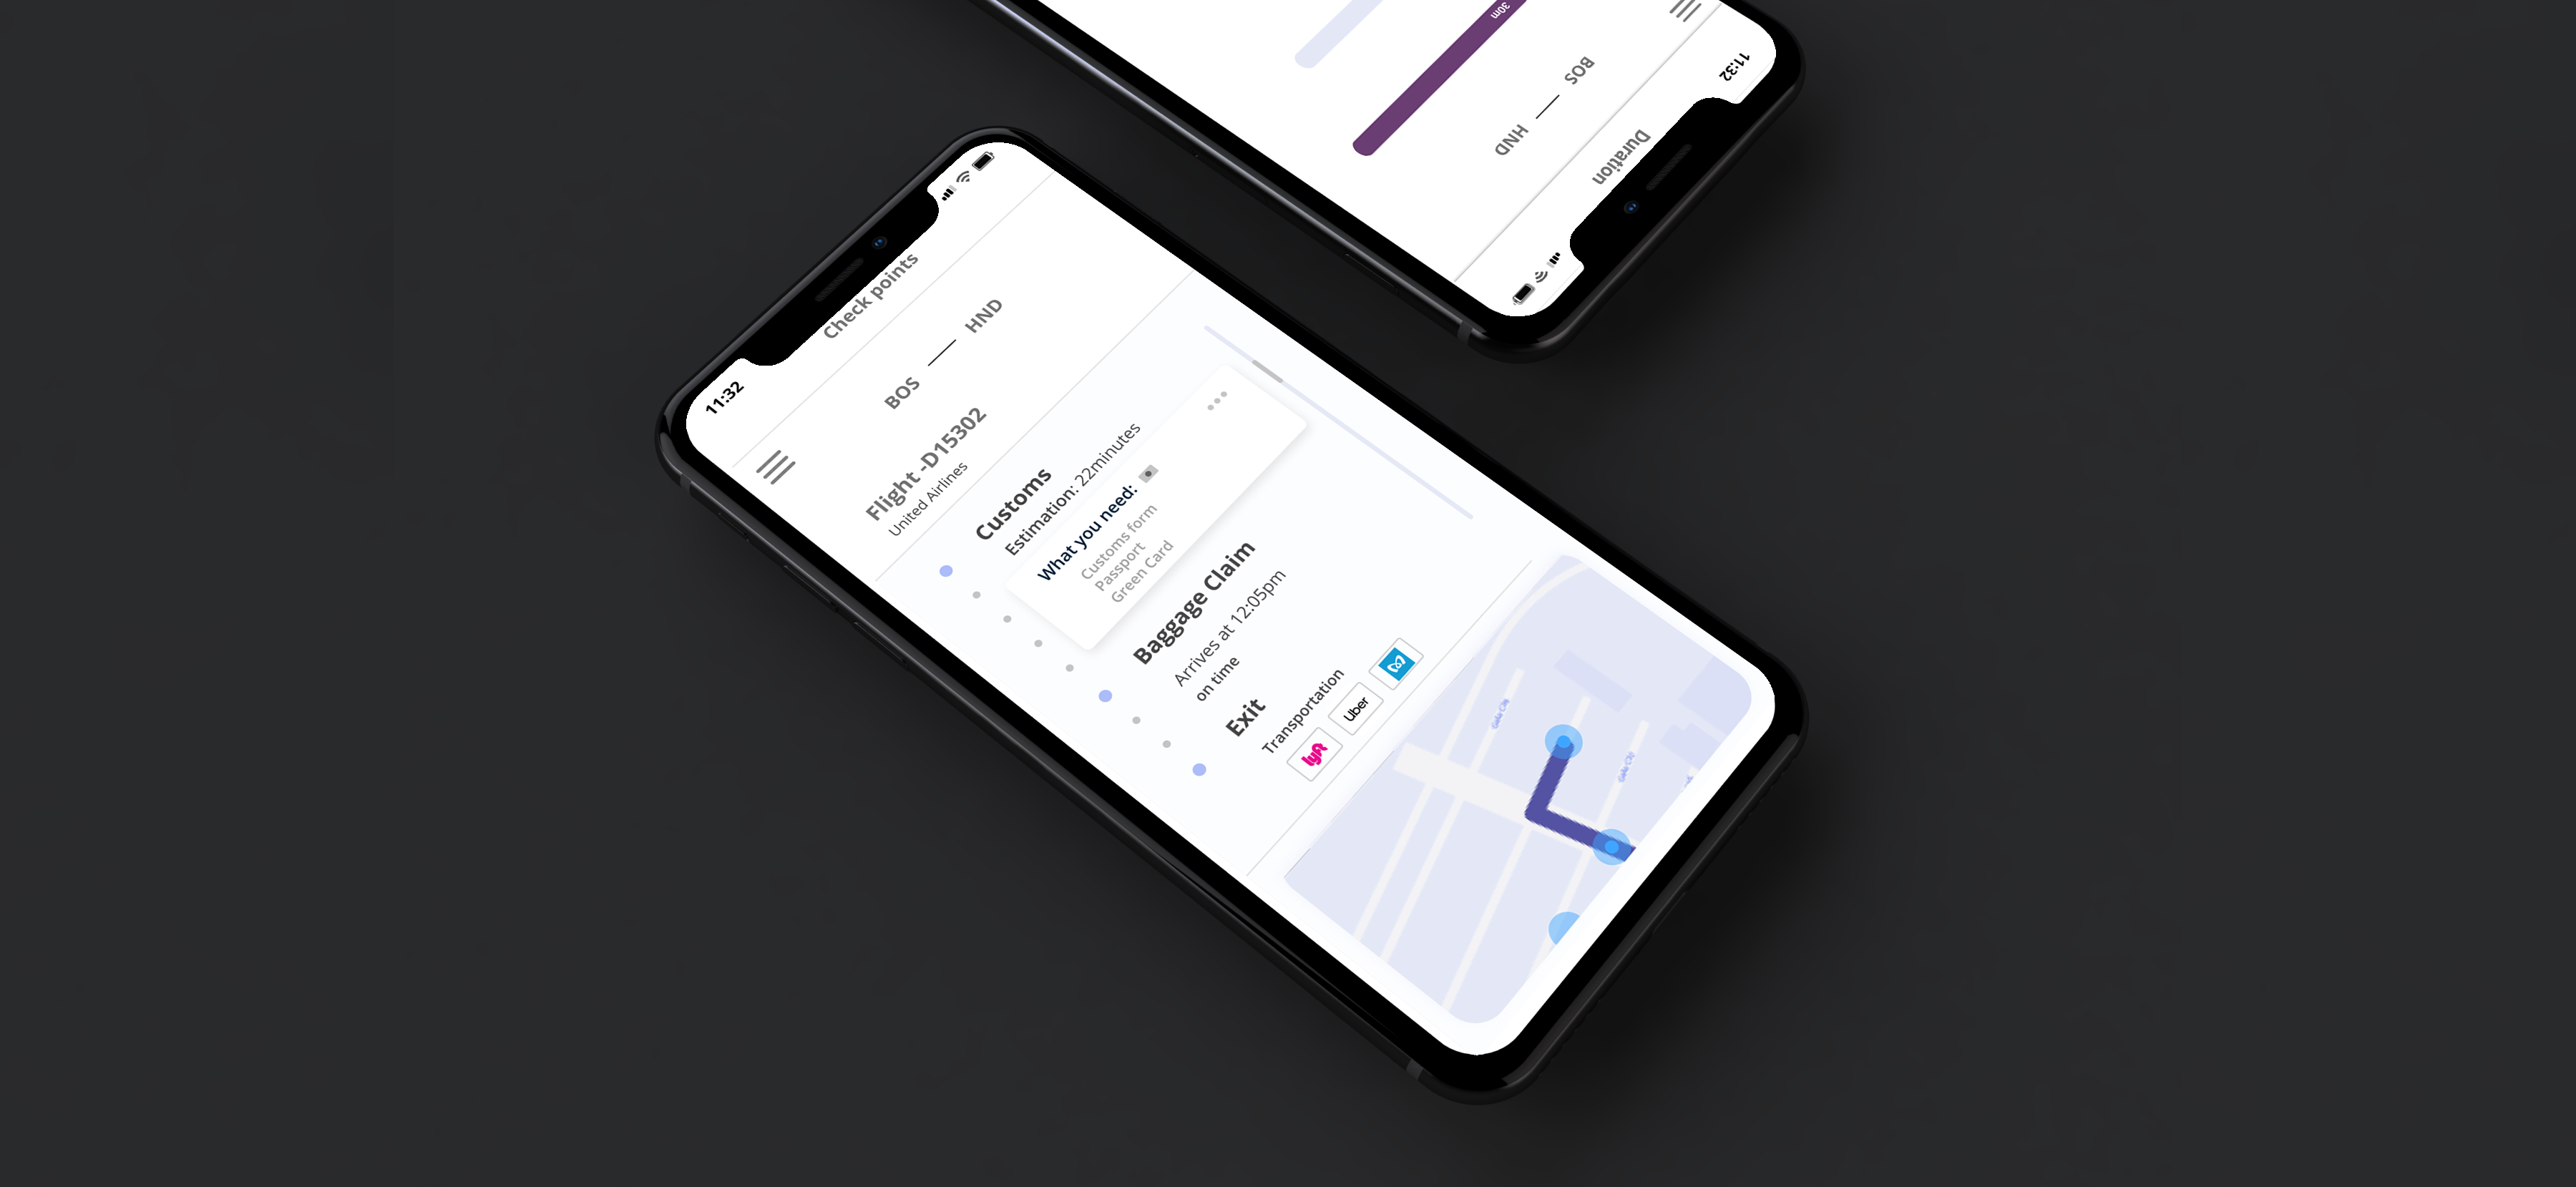 11:32
Check points
BOS — HND
Flight -D15302
United Airlines
Customs
Estimation: 22minutes
What you need:
Customs form
Passport
Green Card
Baggage Claim
Arrives at 12:05pm
on time
Exit
Transportation
lyft
Uber
11:32
Duration
BOS — HND
30m